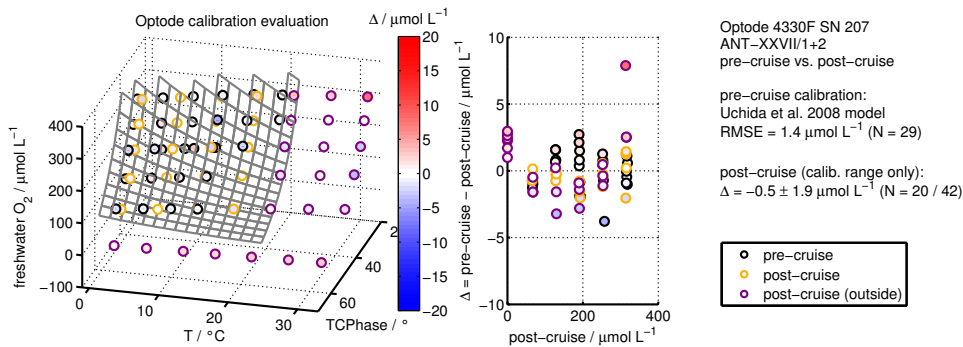 Optode calibration evaluation
Δ / μmol L⁻¹
freshwater O₂ / μmol L⁻¹
400
300
200
100
0
−100
0
10
20
30
T / °C
2
40
60
TCPhase / °
20
15
10
5
0
−5
−10
−15
−20
Δ = pre−cruise − post−cruise / μmol L⁻¹
10
5
0
−5
−10
0
200
400
post−cruise / μmol L⁻¹
Optode 4330F SN 207
ANT−XXVII/1+2
pre−cruise vs. post−cruise
pre−cruise calibration:
Uchida et al. 2008 model
RMSE = 1.4 μmol L⁻¹ (N = 29)
post−cruise (calib. range only):
Δ = −0.5 ± 1.9 μmol L⁻¹ (N = 20 / 42)
pre−cruise
post−cruise
post−cruise (outside)